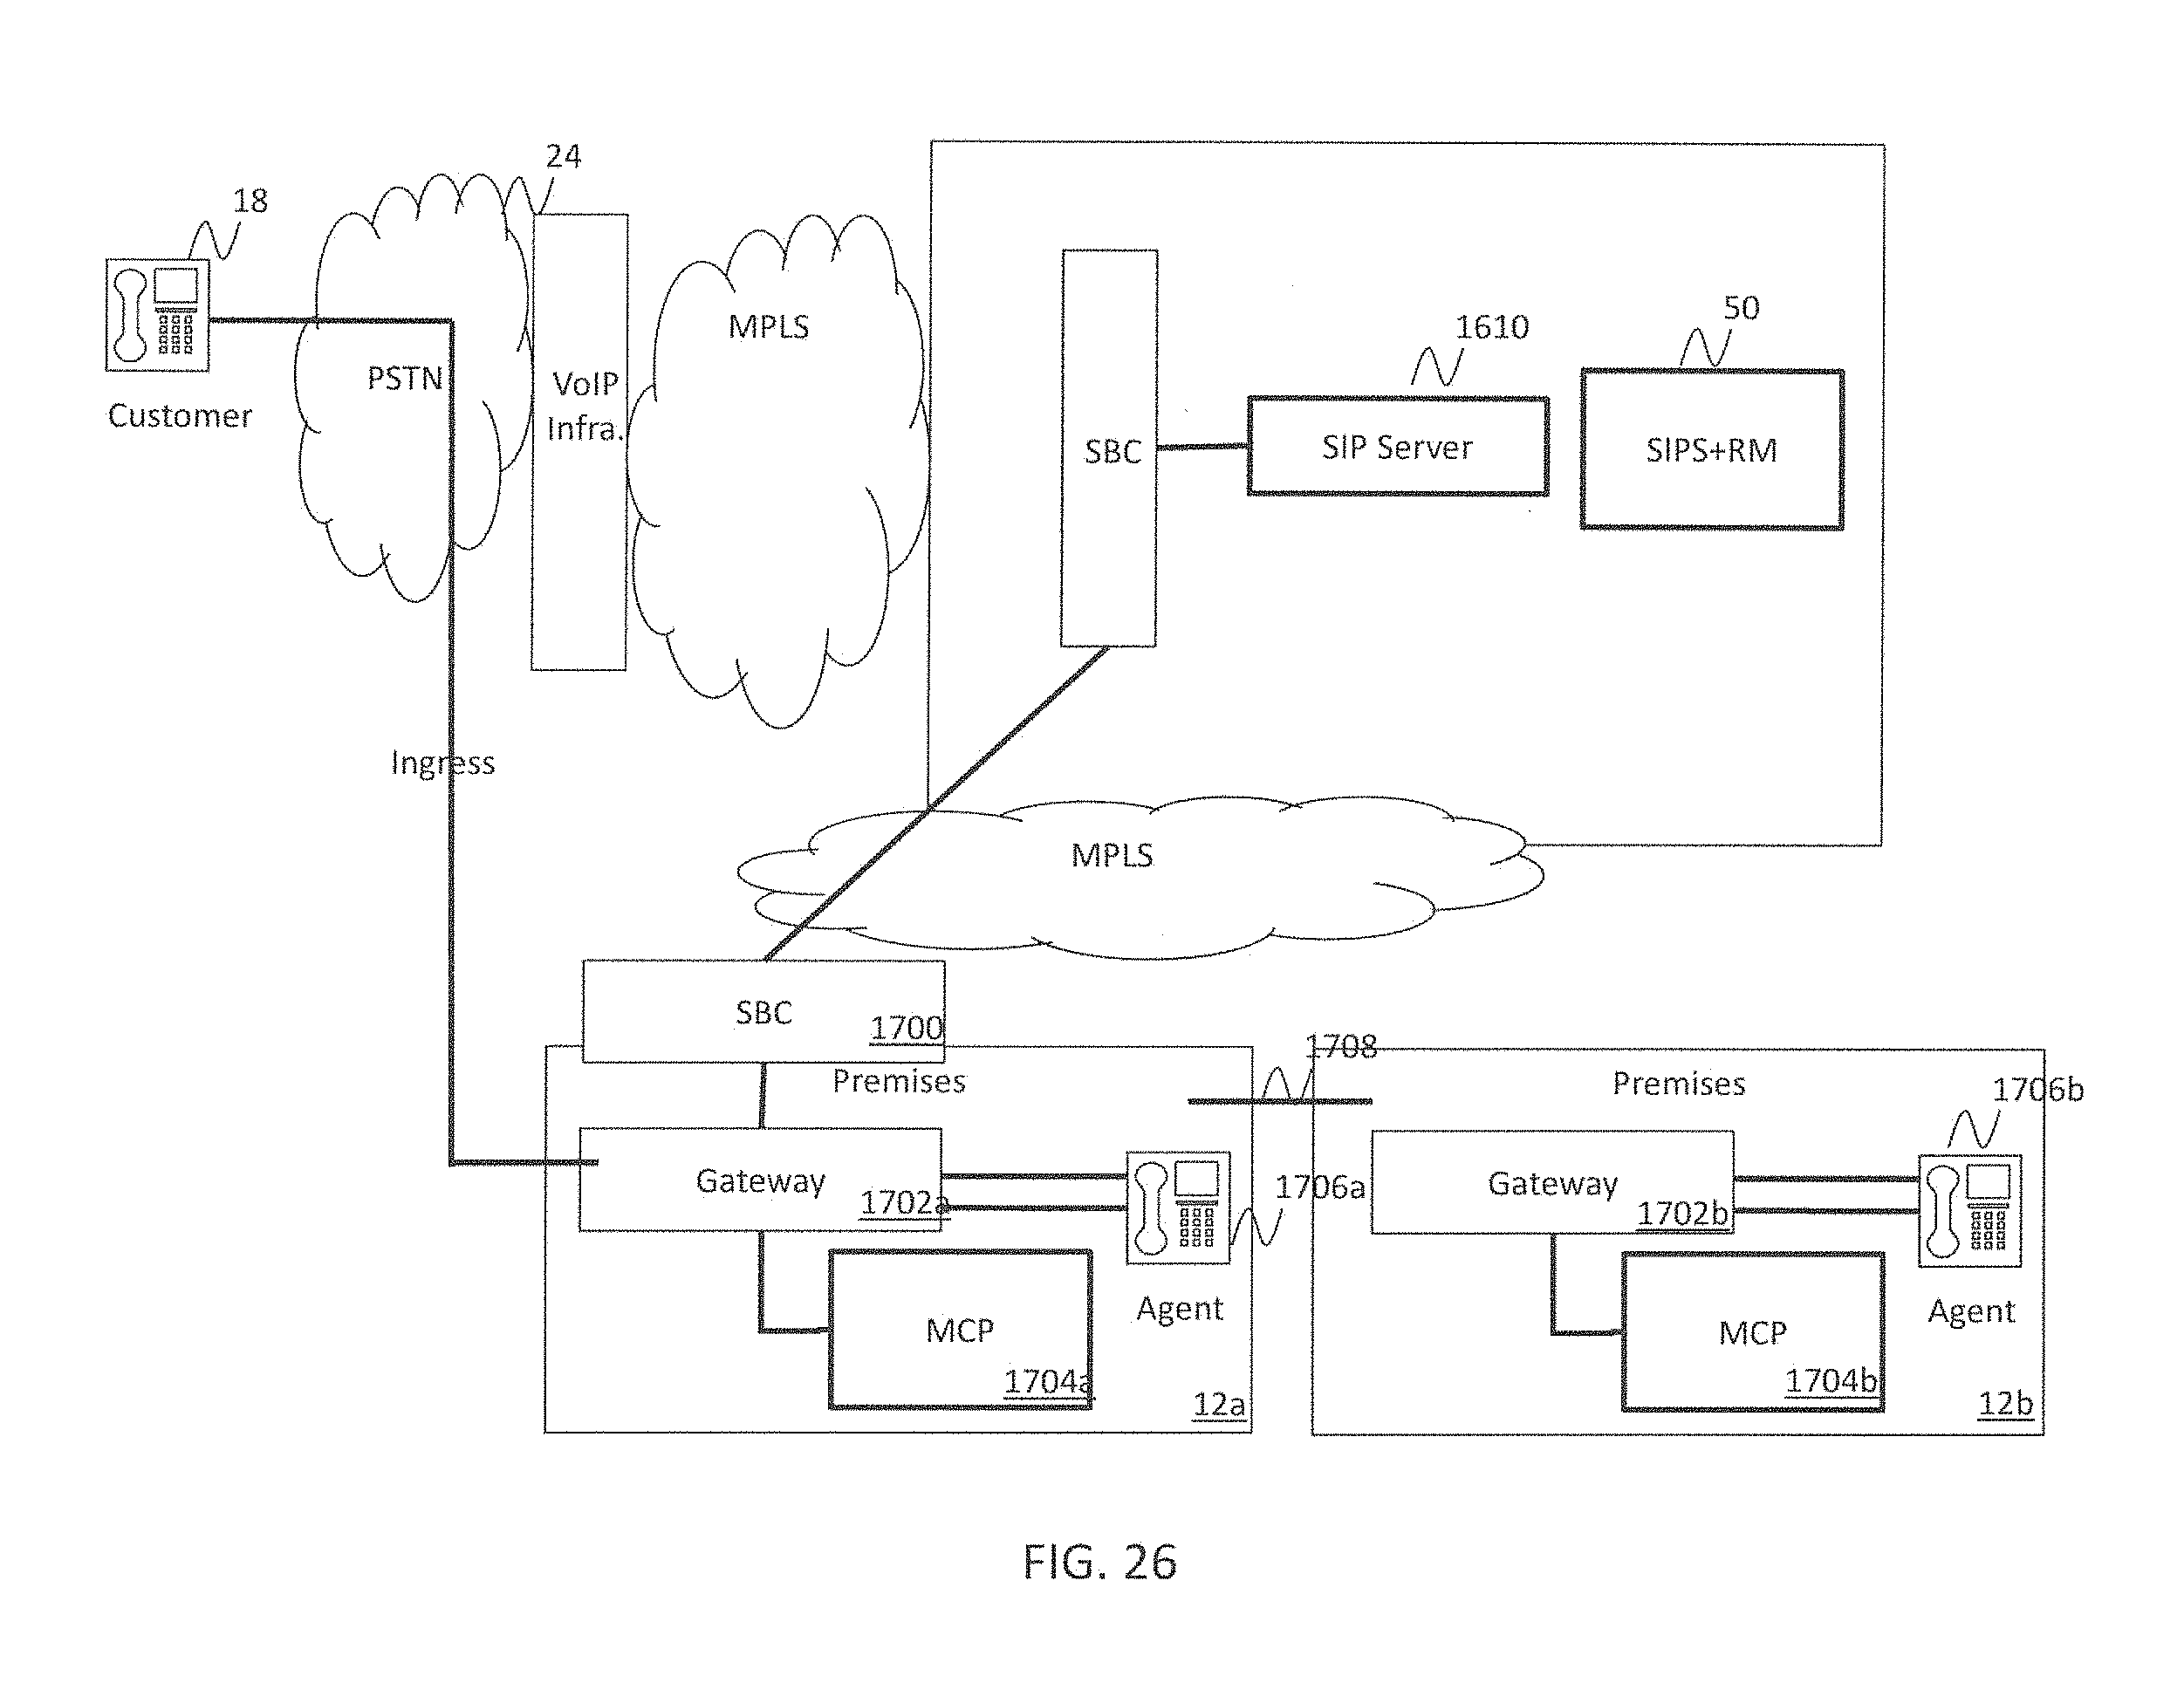 24
18
Customer
PSTN
VoIP
Infra.
MPLS
SBC
1610
SIP Server
50
SIPS+RM
Ingress
MPLS
SBC
1700
Premises
Gateway
1702a
MCP
1704a
1706a
Agent
12a
1708
Premises
1706b
Gateway
1702b
MCP
1704b
Agent
12b
FIG. 26